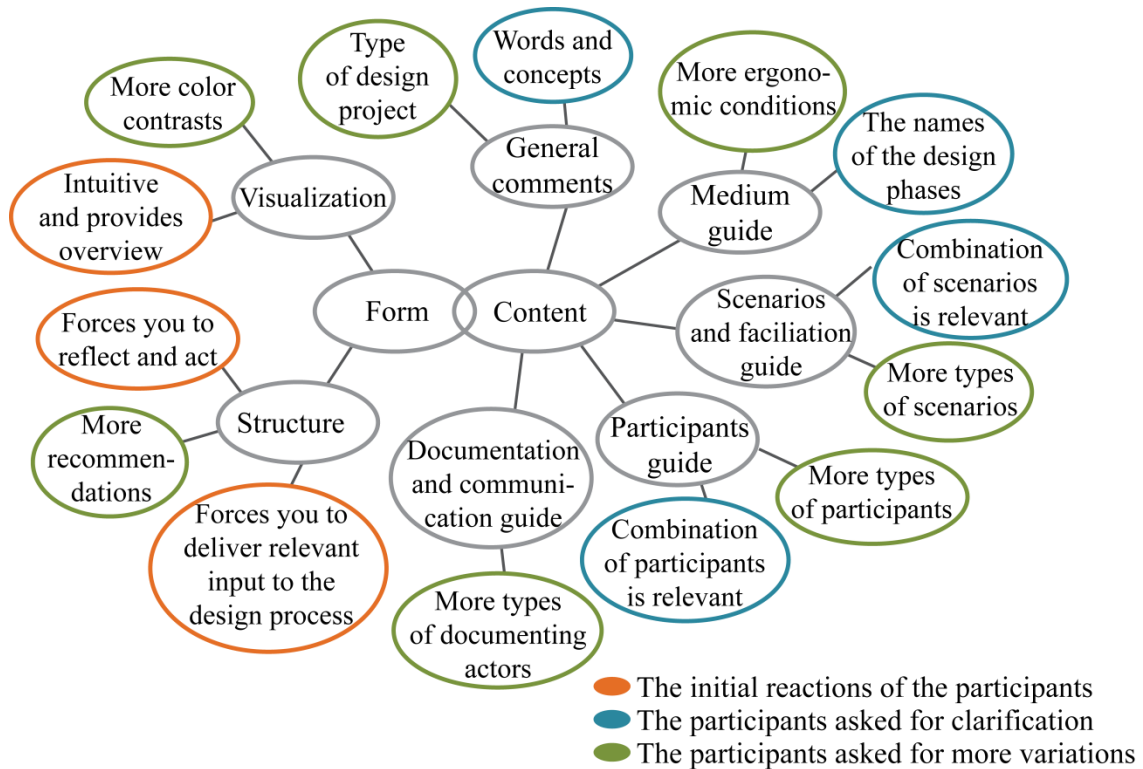 Type
of design
project
Words and
concepts
More ergono-
mic conditions
More color
contrasts
General
comments
The names
of the design
phases
Intuitive
and provides
overview
Visualization
Medium
guide
Combination
of scenarios
is relevant
Form
Content
Scenarios
and faciliation
guide
Forces you to
reflect and act
More types
of scenarios
Structure
More
recommen-
dations
Documentation
and communi-
cation guide
Participants
guide
More types
of participants
Forces you to
deliver relevant
input to the
design process
Combination
of participants
is relevant
More types
of documenting
actors
The initial reactions of the participants
The participants asked for clarification
The participants asked for more variations